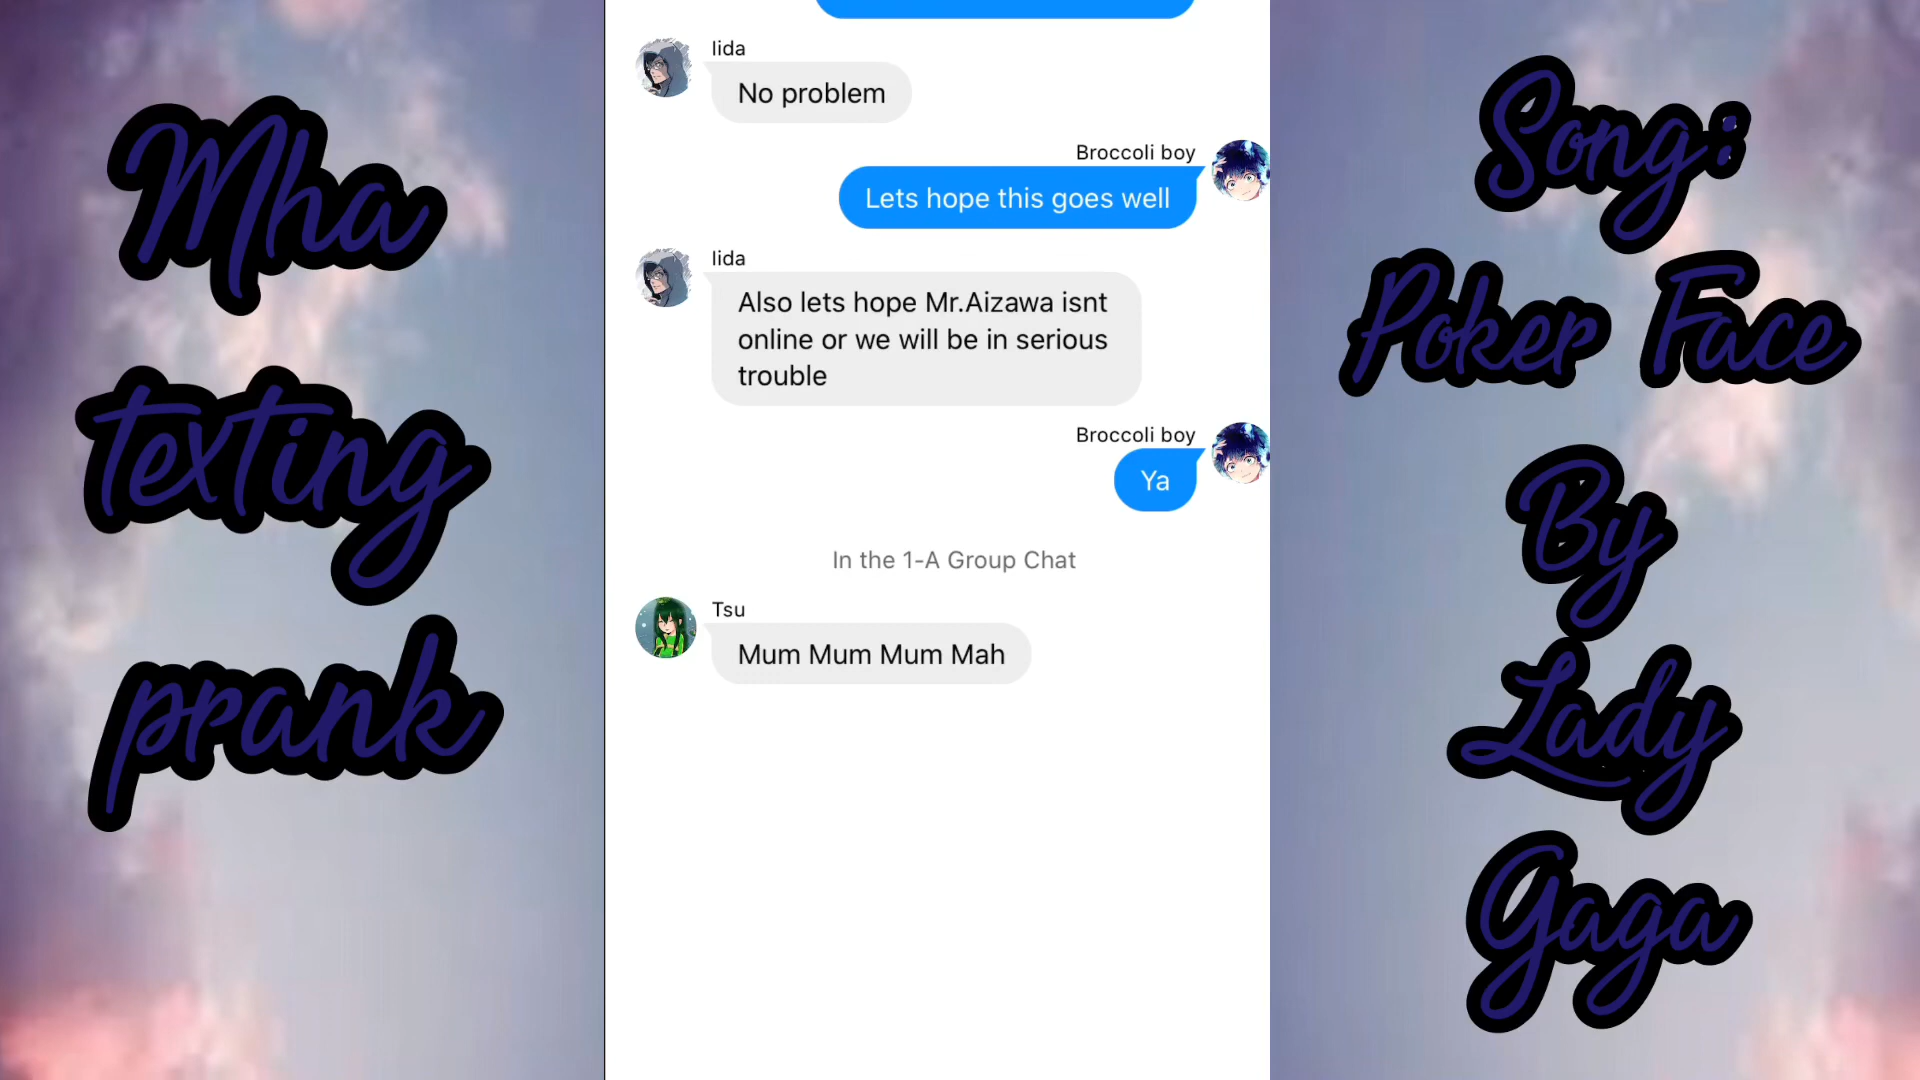 Mha
texting
prank
Iida
No problem
Broccoli boy
Lets hope this goes well
Iida
Also lets hope Mr.Aizawa isnt
online or we will be in serious
trouble
Broccoli boy
Ya
In the 1-A Group Chat
Tsu
Mum Mum Mum Mah
Song:
Poker Face
By
Lady
Gaga